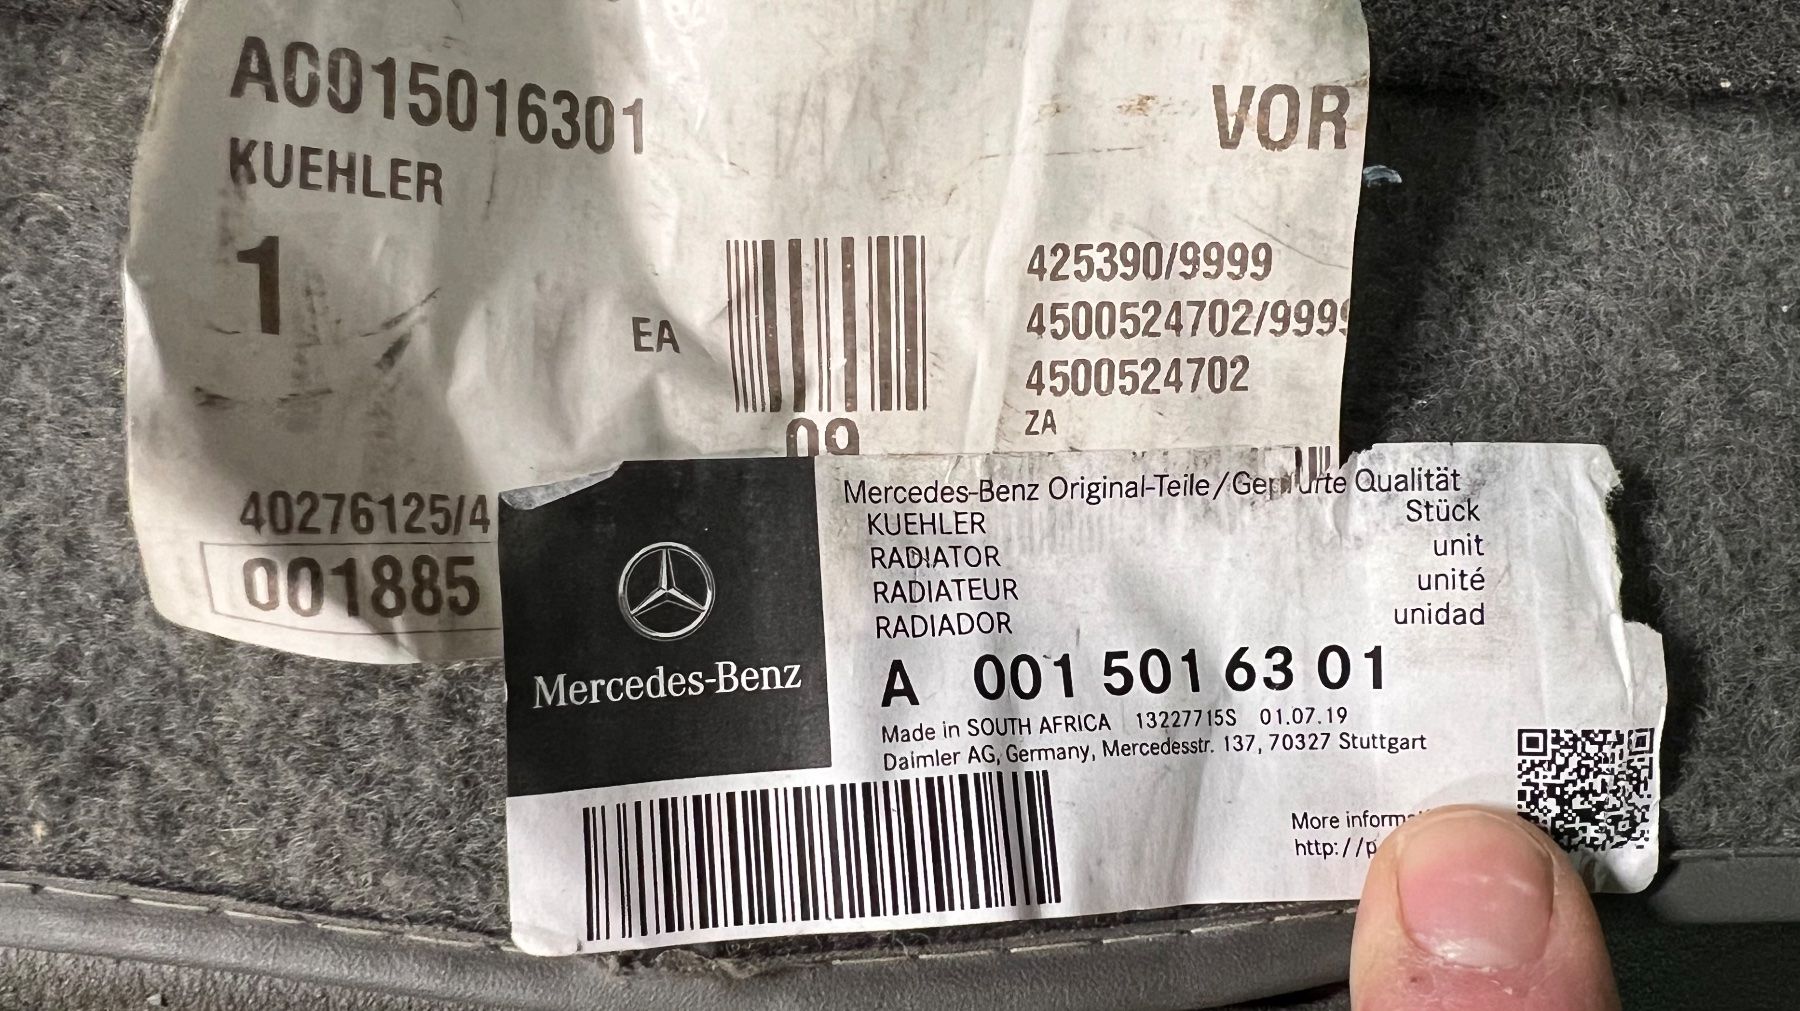 A0015016301
KUEHLER
VOR
1
EA
425390/9999
4500524702/9999
4500524702
ZA
09
40276125/4
001885
Mercedes-Benz
Mercedes-Benz Original-Teile/Geprüfte Qualität
KUEHLER Stück
RADIATOR unit
RADIATEUR unité
RADIADOR unidad
A 001 501 63 01
Made in SOUTH AFRICA 13227715S 01.07.19
Daimler AG, Germany, Mercedesstr. 137, 70327 Stuttgart
More
http://p